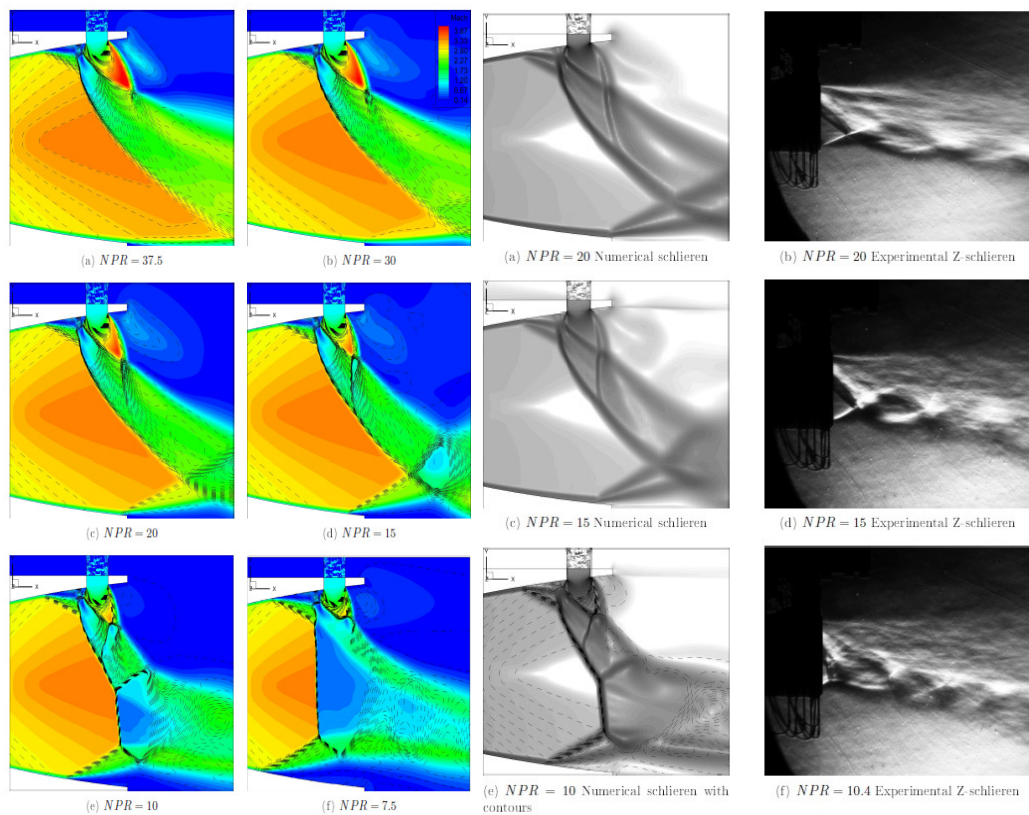 (a) NPR = 37.5
(b) NPR = 30
(a) NPR = 20 Numerical schlieren
(b) NPR = 20 Experimental Z-schlieren
(c) NPR = 20
(d) NPR = 15
(c) NPR = 15 Numerical schlieren
(d) NPR = 15 Experimental Z-schlieren
(e) NPR = 10
(f) NPR = 7.5
(e) NPR = 10 Numerical schlieren with
contours
(f) NPR = 10.4 Experimental Z-schlieren